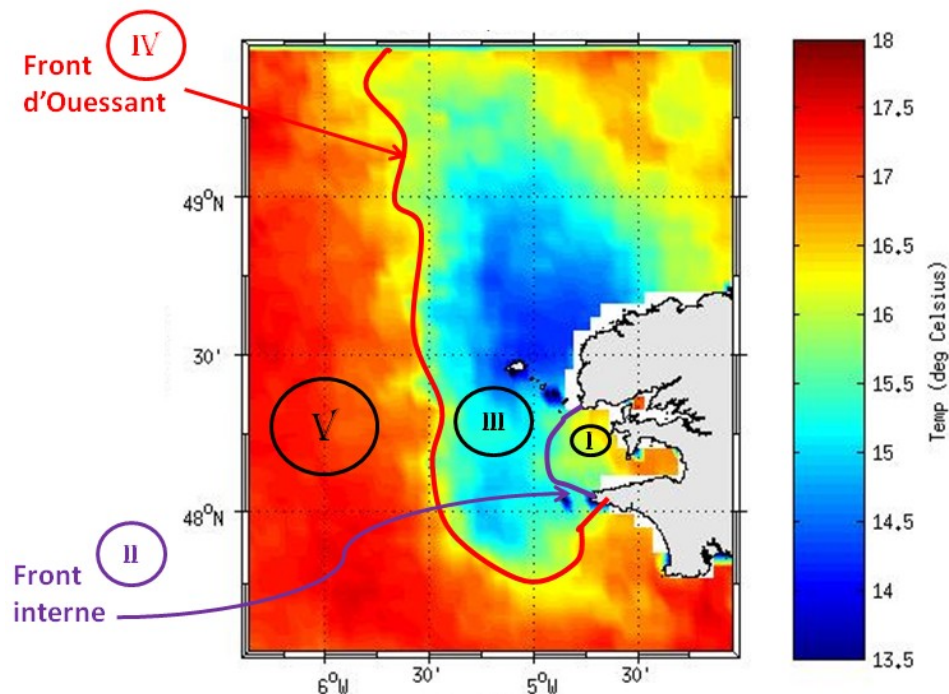 IV
Front
d'Ouessant
49°N
30'
V
III
I
48°N
II
Front
interne
6°W
30'
5°W
30'
18
17.5
17
16.5
16
15.5
15
14.5
14
13.5
Temp (deg Celsius)